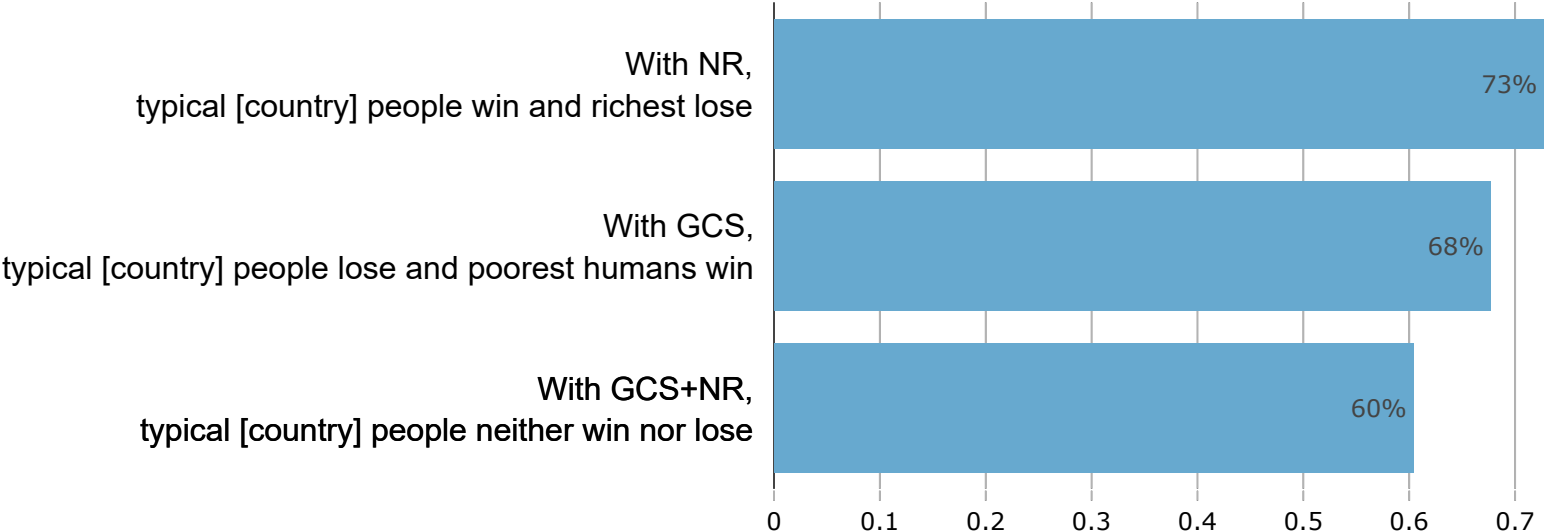 With NR,
typical [country] people win and richest lose
73%
With GCS,
typical [country] people lose and poorest humans win
68%
With GCS+NR,
typical [country] people neither win nor lose
60%
0 0.1 0.2 0.3 0.4 0.5 0.6 0.7